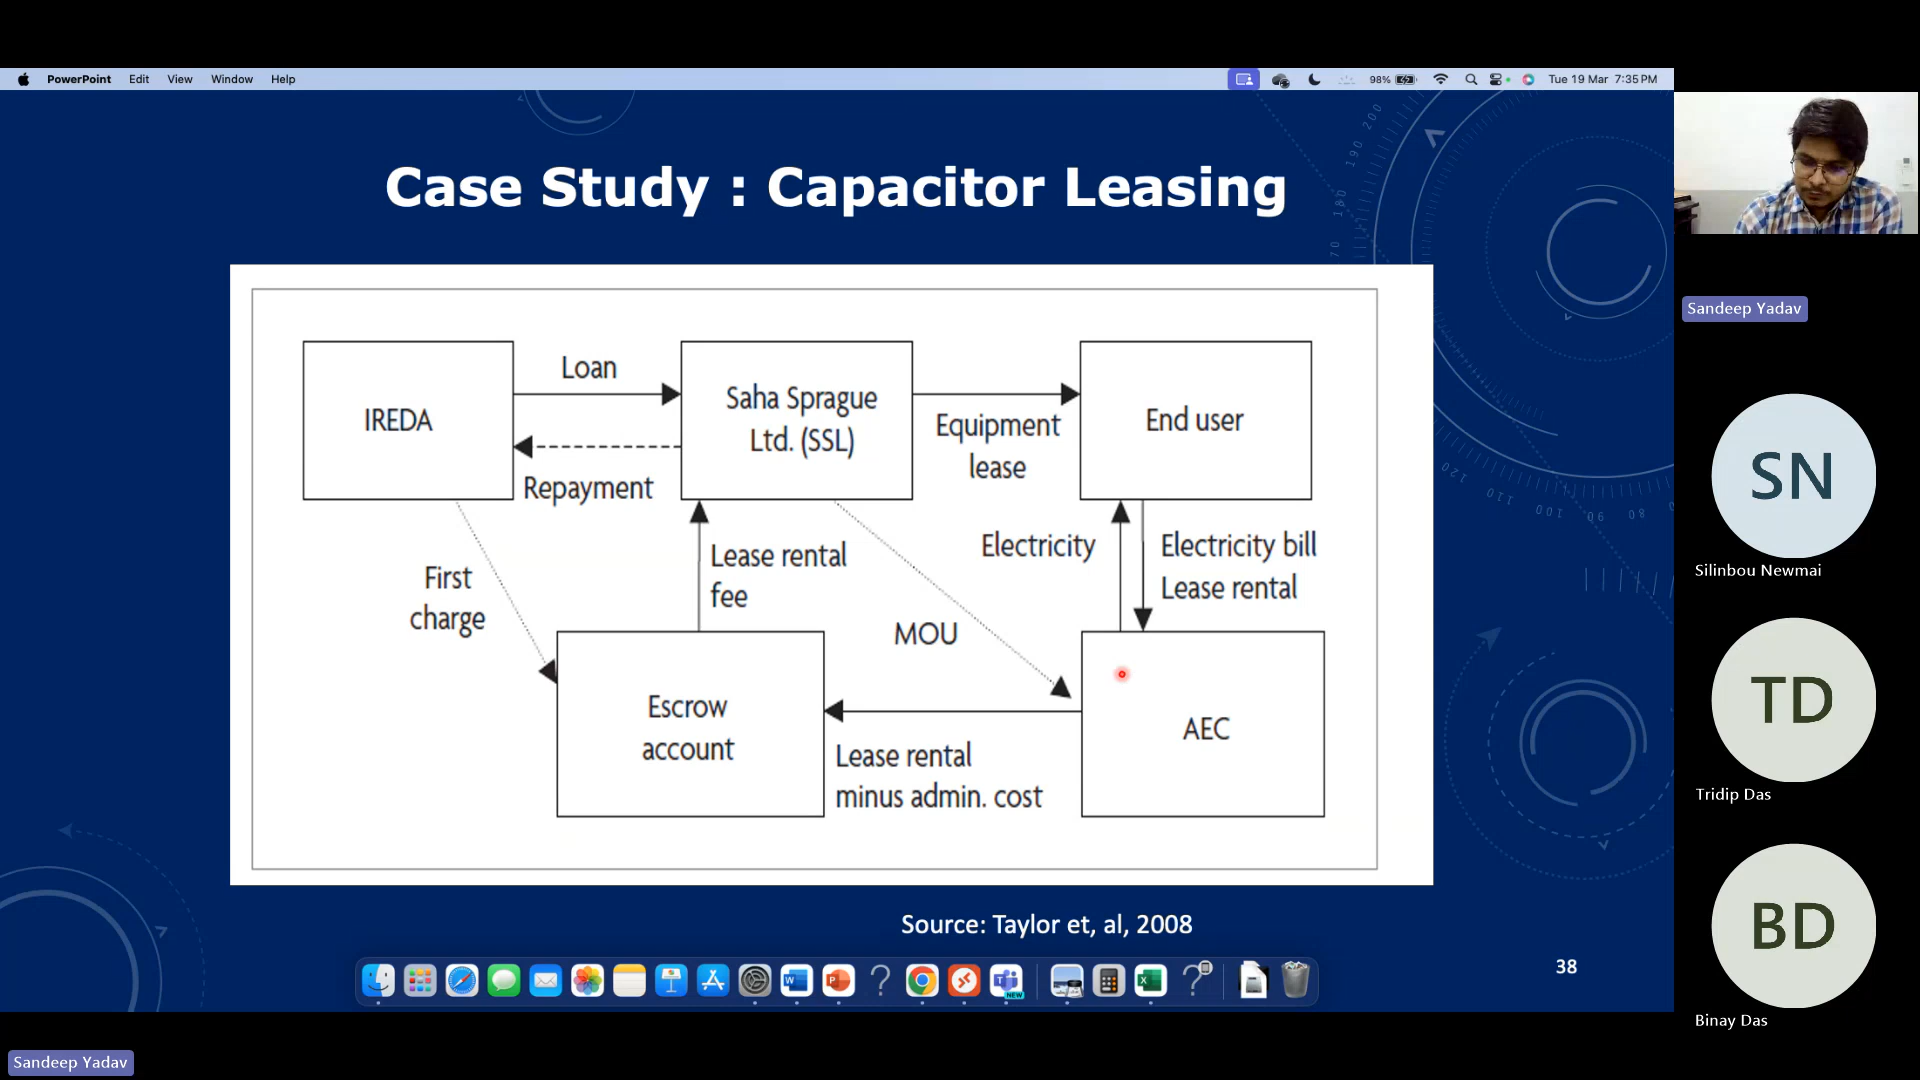 PowerPoint Edit View Window Help
98% Tue 19 Mar 7:35 PM
Case Study : Capacitor Leasing
IREDA
Loan
Repayment
Saha Sprague
Ltd. (SSL)
Equipment
lease
End user
First
charge
Lease rental
fee
MOU
Electricity
Electricity bill
Lease rental
Escrow
account
Lease rental
minus admin. cost
AEC
Source: Taylor et, al, 2008
38
NEW
Sandeep Yadav
SN
Silinbou Newmai
TD
Tridip Das
BD
Binay Das
Sandeep Yadav